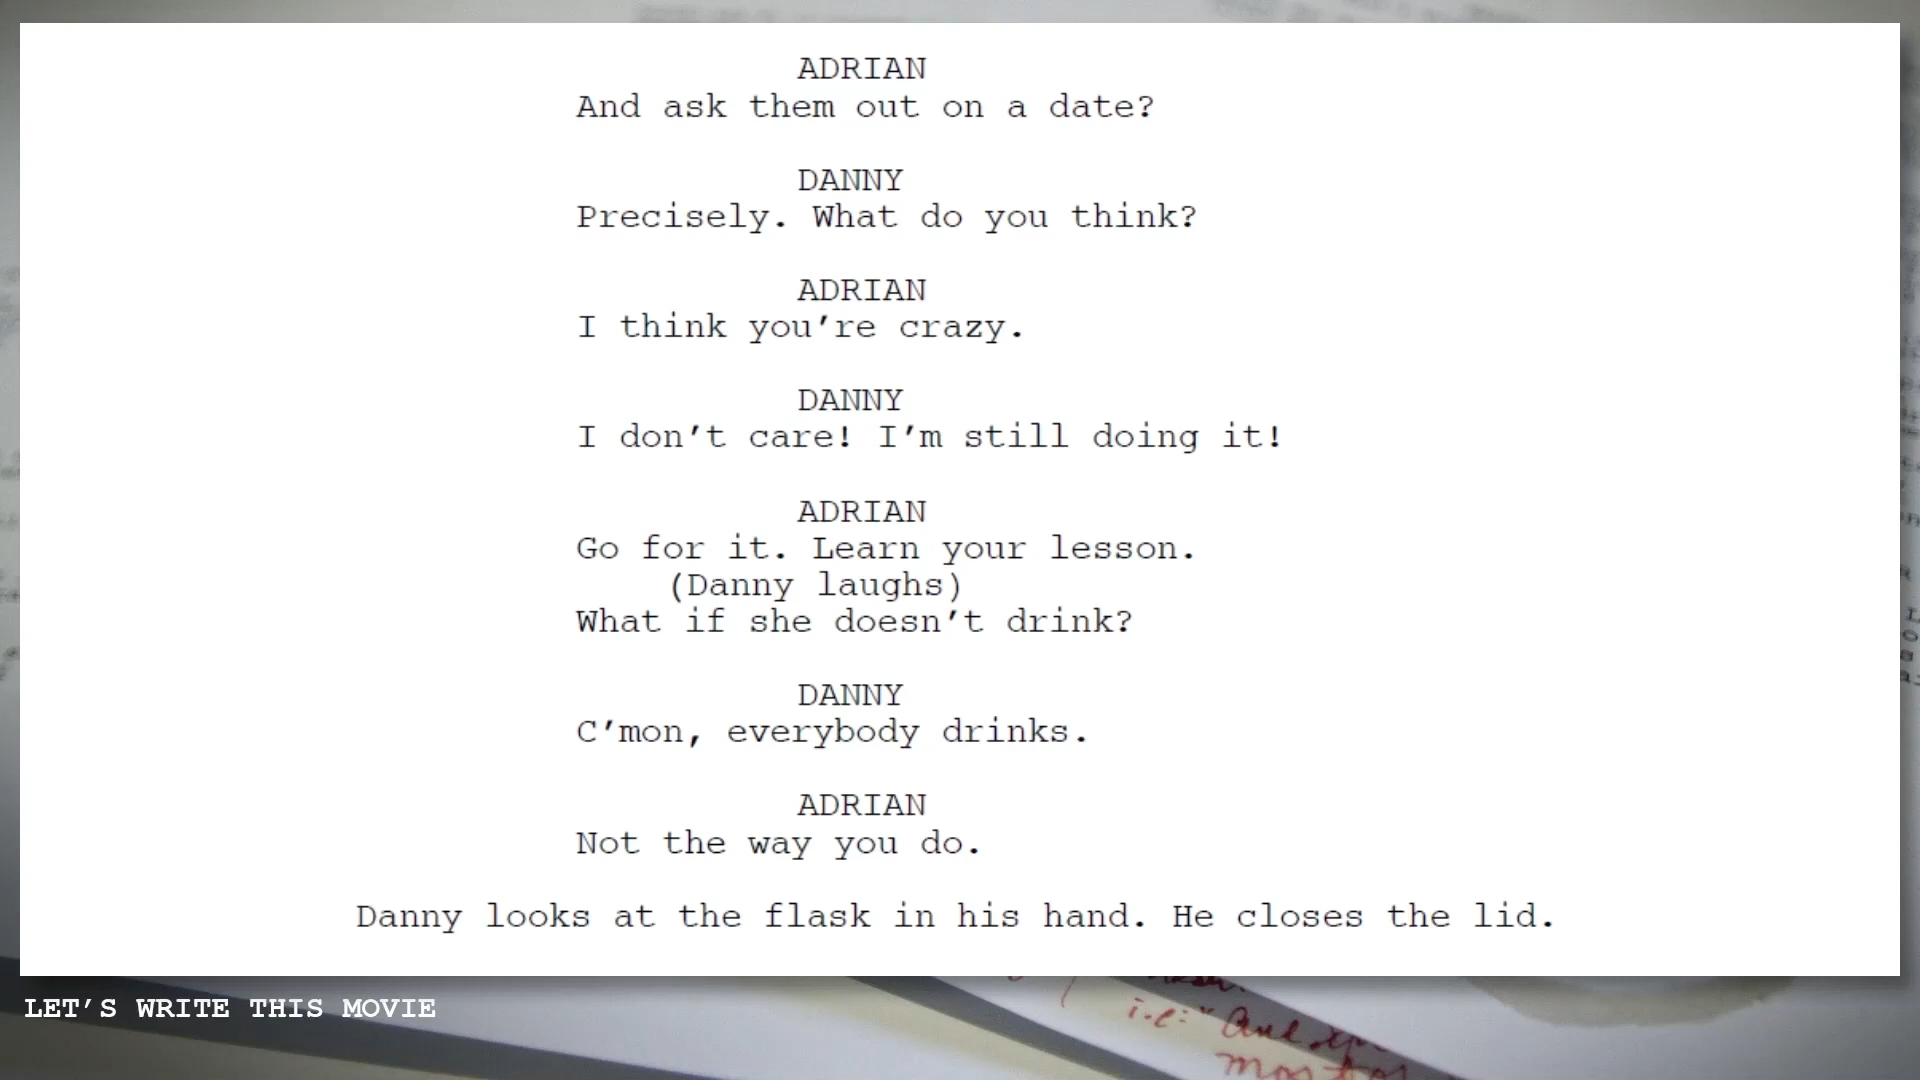 ADRIAN
And ask them out on a date?
DANNY
Precisely. What do you think?
ADRIAN
I think you’re crazy.
DANNY
I don’t care! I’m still doing it!
ADRIAN
Go for it. Learn your lesson.
(Danny laughs)
What if she doesn’t drink?
DANNY
C’mon, everybody drinks.
ADRIAN
Not the way you do.
Danny looks at the flask in his hand. He closes the lid.
LET’S WRITE THIS MOVIE
i.e: